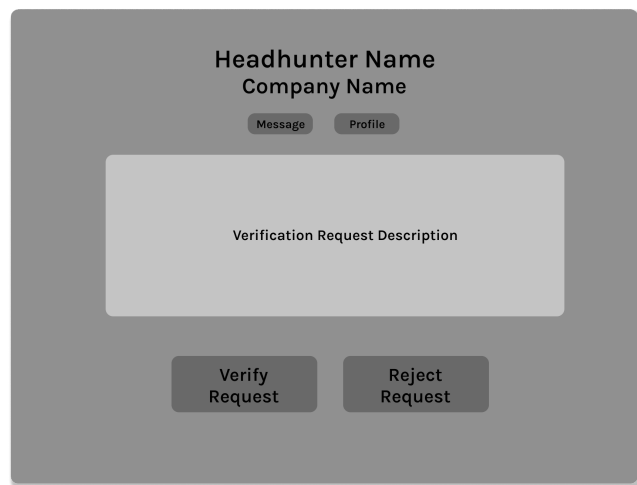 Headhunter Name
Company Name
Message Profile
Verification Request Description
Verify
Request
Reject
Request